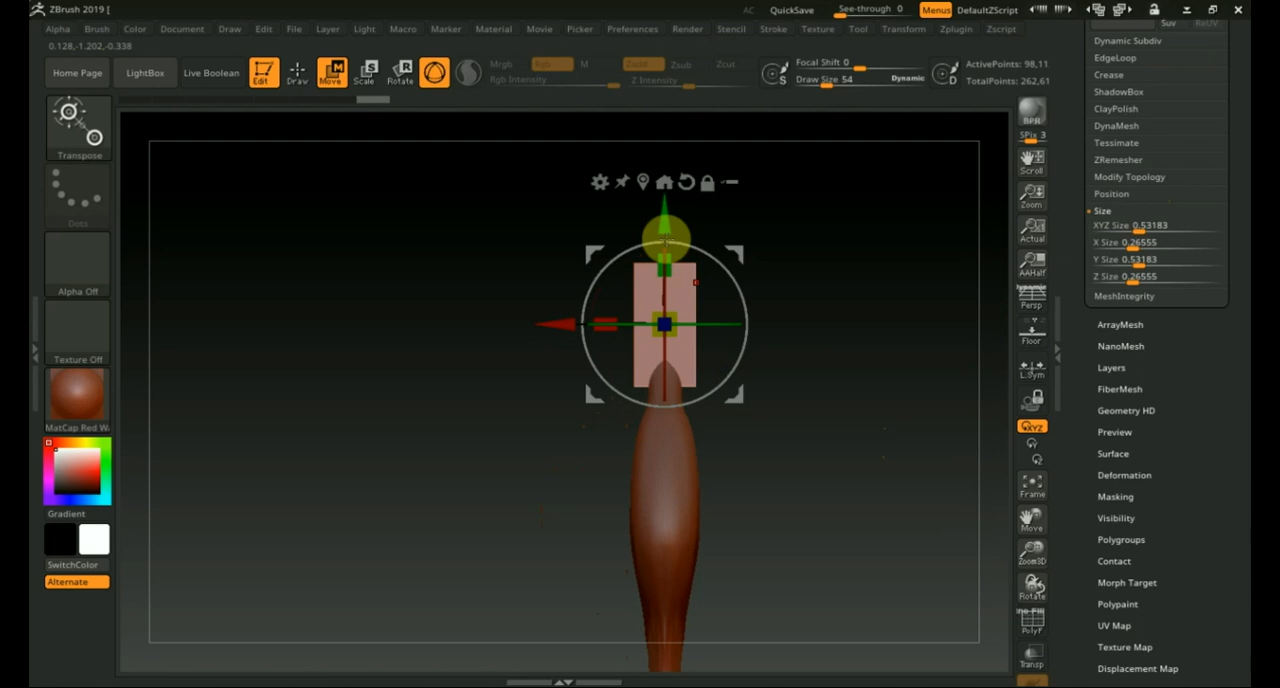 ZBrush 2019 [
AC QuickSave See-through 0 Menus DefaultZScript
Alpha Brush Color Document Draw Edit File Layer Light Macro Marker Material Movie Picker Preferences Render Stencil Stroke Texture Tool Transform Zplugin Zscript
0.128,-1.202,-0.338
Home Page LightBox Live Boolean Edit Draw Move Scale Rotate
Mrgb Rgb M Zadd Zsub Zcut
Rgb Intensity Z Intensity
Focal Shift 0
Draw Size 54 Dynamic
ActivePoints: 98,11
TotalPoints: 262,61
Transpose
Dots
Alpha Off
Texture Off
MatCap Red W
Gradient
SwitchColor
Alternate
S
D
BPR
SPix 3
Scroll
Zoom
Actual
AAHalf
Dynamic
Persp
Floor
L.Sym
XYZ
Frame
Move
Zoom3D
Rotate
PolyF
Transp
Suv ReUV
Dynamic Subdiv
EdgeLoop
Crease
ShadowBox
ClayPolish
DynaMesh
Tessimate
ZRemesher
Modify Topology
Position
Size
XYZ Size 0.53183
X Size 0.26555
Y Size 0.53183
Z Size 0.26555
MeshIntegrity
ArrayMesh
NanoMesh
Layers
FiberMesh
Geometry HD
Preview
Surface
Deformation
Masking
Visibility
Polygroups
Contact
Morph Target
Polypaint
UV Map
Texture Map
Displacement Map